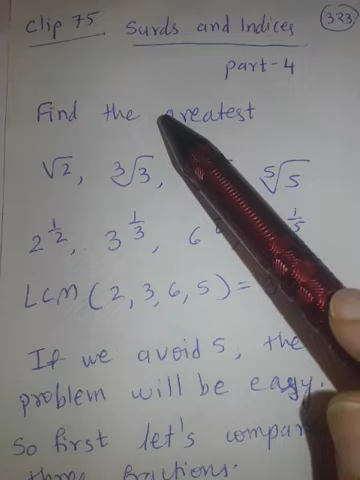 Clip 75 Surds and Indices 323
part-4
Find the greatest
√2, ∛3, ⁵√5
2^1/2, 3^1/3, 6 1/5
LCM (2, 3, 6, 5) =
If we avoid 5, the
problem will be easy.
So first let's compare
three fractions.